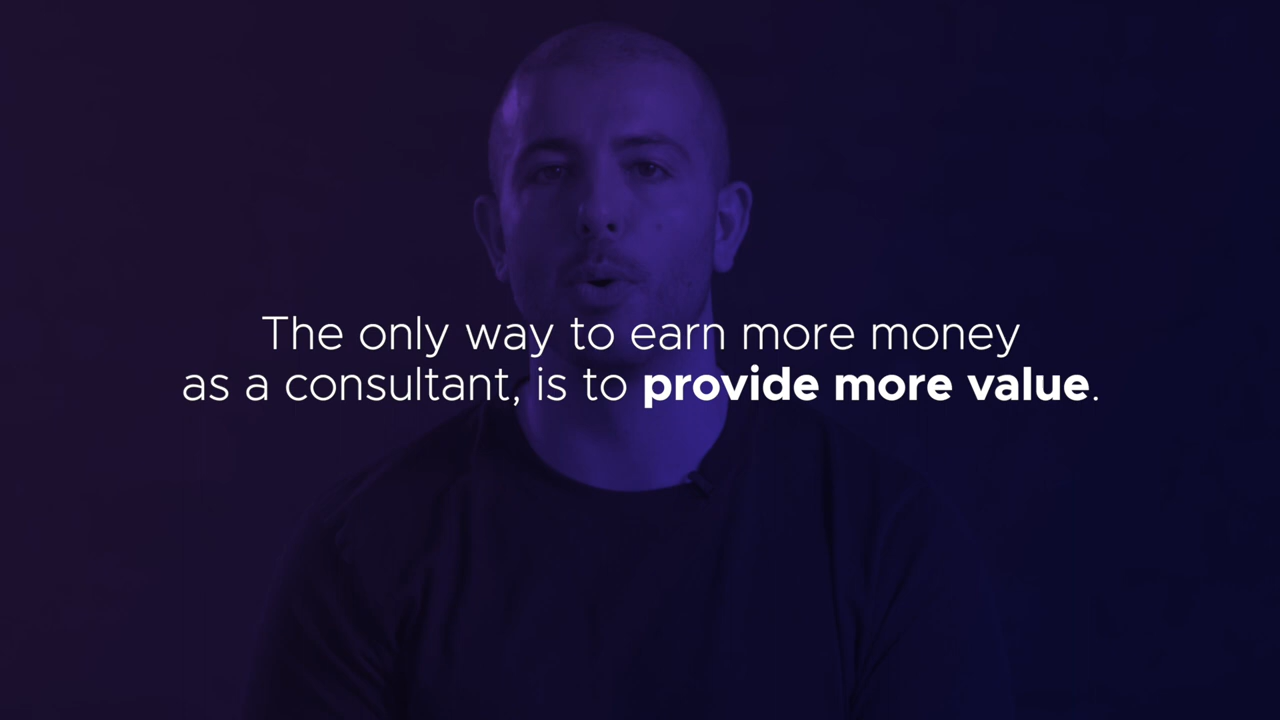 The only way to earn more money
as a consultant, is to provide more value.